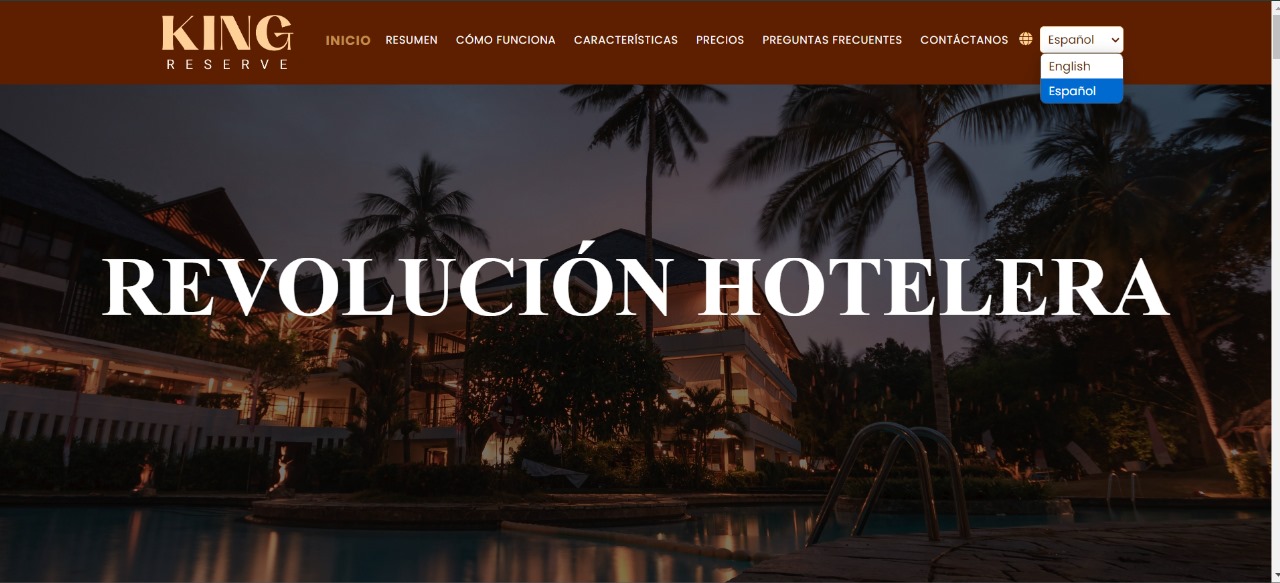 KING
RESERVE
INICIO RESUMEN CÓMO FUNCIONA CARACTERÍSTICAS PRECIOS PREGUNTAS FRECUENTES CONTÁCTANOS Español
English
Español
REVOLUCIÓN HOTELERA